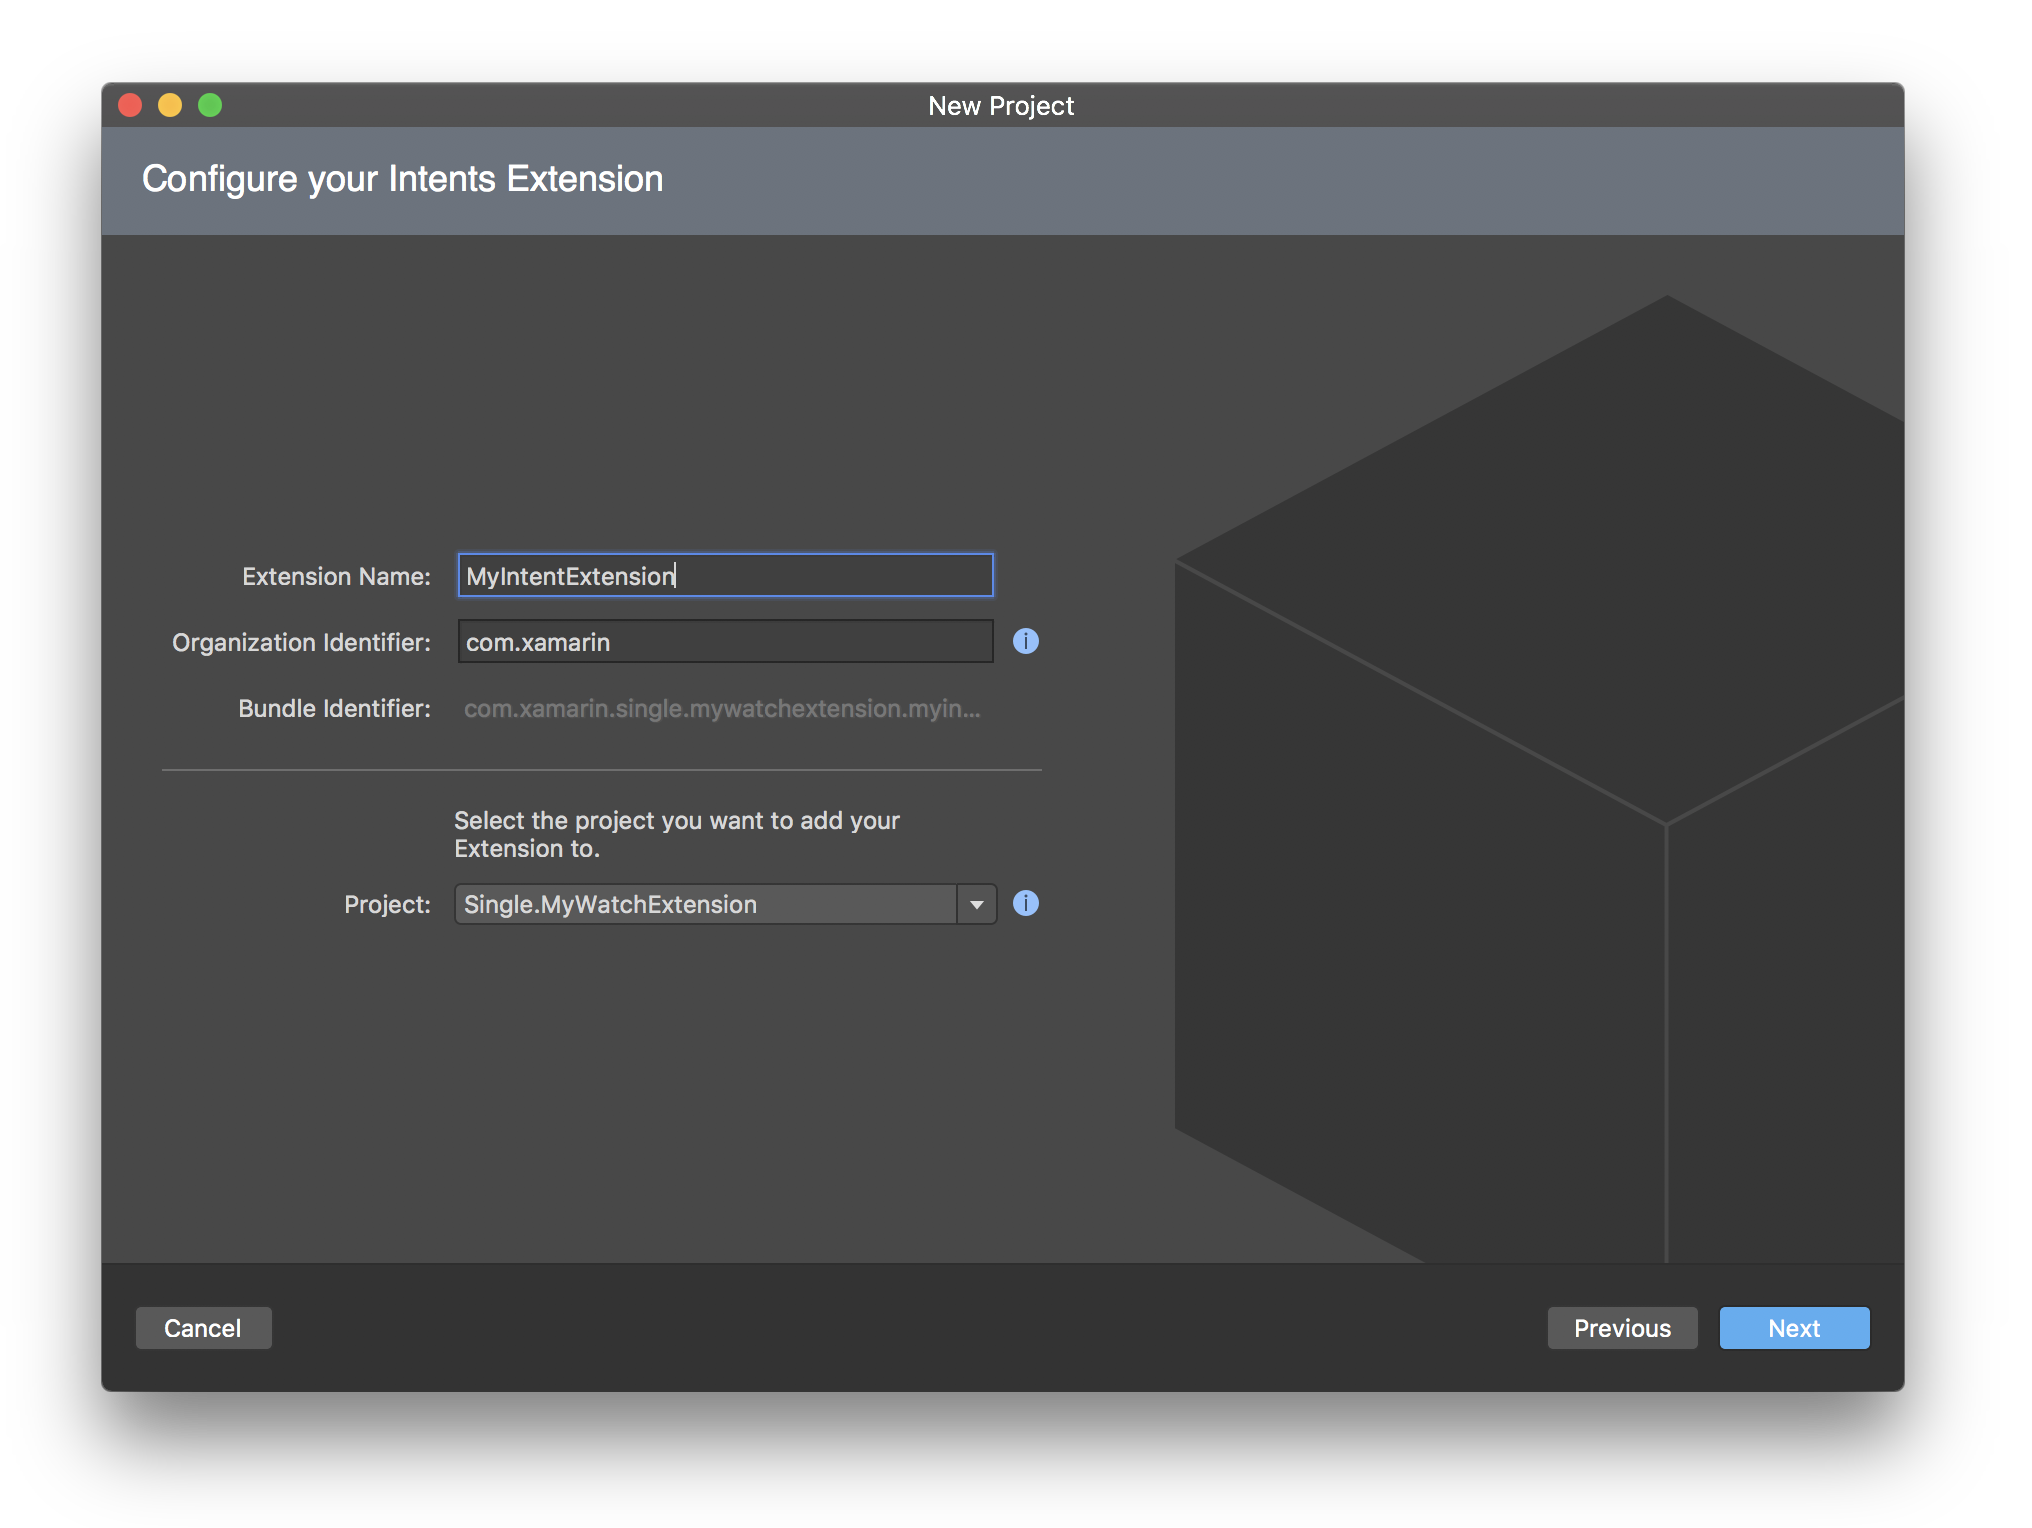 New Project
Configure your Intents Extension
Extension Name: MyIntentExtension
Organization Identifier: com.xamarin
Bundle Identifier: com.xamarin.single.mywatchextension.myin...
Select the project you want to add your
Extension to.
Project: Single.MyWatchExtension
Cancel Previous Next